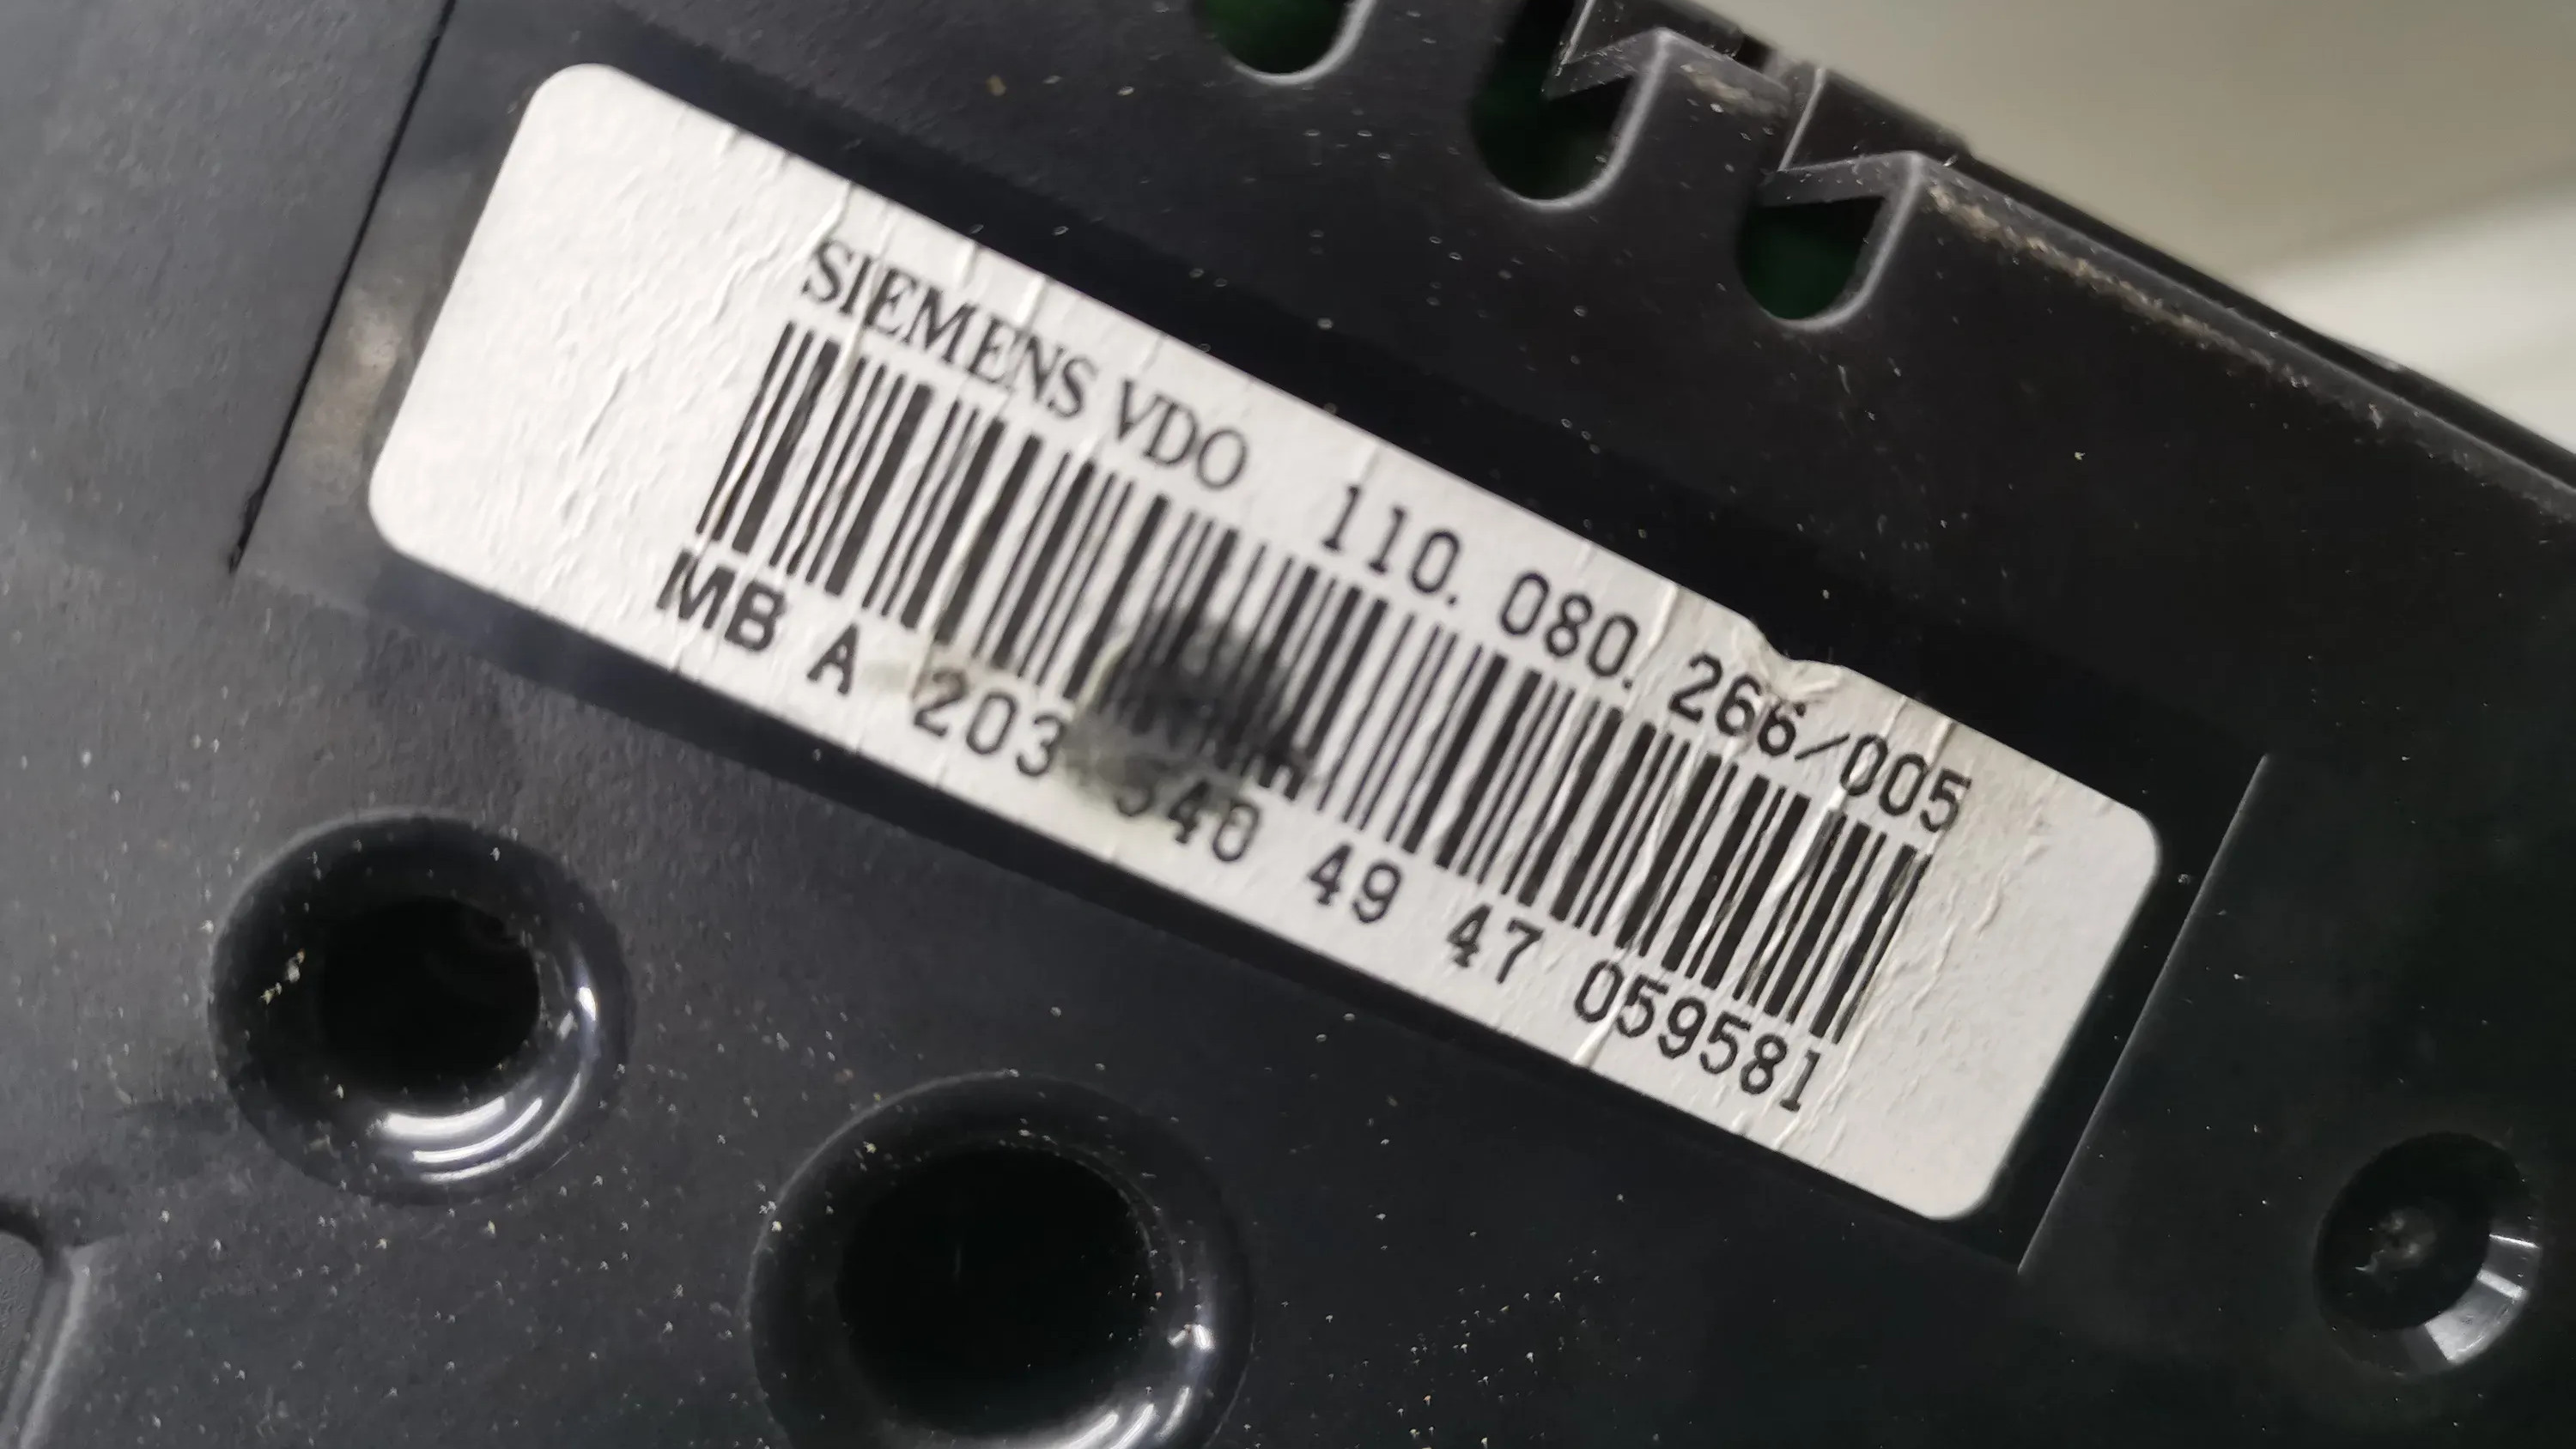 SIEMENS VDO 110.080.266/005
MB A 203 540 49 47 059581